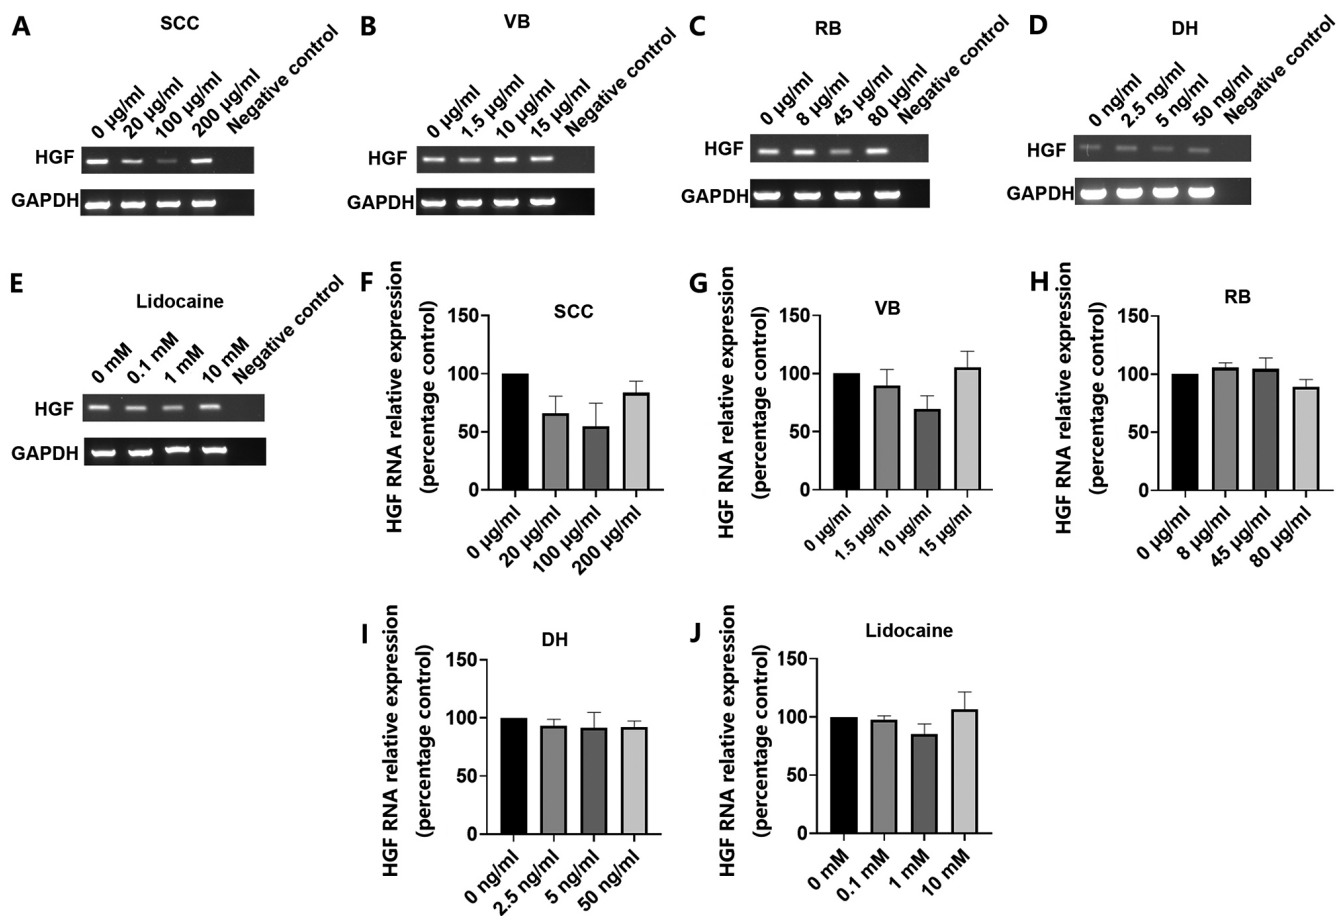 A
SCC
0 µg/ml
20 µg/ml
100 µg/ml
200 µg/ml
Negative control
HGF
GAPDH
B
VB
0 µg/ml
1.5 µg/ml
10 µg/ml
15 µg/ml
Negative control
HGF
GAPDH
C
RB
0 µg/ml
8 µg/ml
45 µg/ml
80 µg/ml
Negative control
HGF
GAPDH
D
DH
0 ng/ml
2.5 ng/ml
5 ng/ml
50 ng/ml
Negative control
HGF
GAPDH
E
Lidocaine
0 mM
0.1 mM
1 mM
10 mM
Negative control
HGF
GAPDH
F
SCC
HGF RNA relative expression
(percentage control)
150
100
50
0
0 µg/ml
20 µg/ml
100 µg/ml
200 µg/ml
G
VB
HGF RNA relative expression
(percentage control)
150
100
50
0
0 µg/ml
1.5 µg/ml
10 µg/ml
15 µg/ml
H
RB
HGF RNA relative expression
(percentage control)
150
100
50
0
0 µg/ml
8 µg/ml
45 µg/ml
80 µg/ml
I
DH
HGF RNA relative expression
(percentage control)
150
100
50
0
0 ng/ml
2.5 ng/ml
5 ng/ml
50 ng/ml
J
Lidocaine
HGF RNA relative expression
(percentage control)
150
100
50
0
0 mM
0.1 mM
1 mM
10 mM